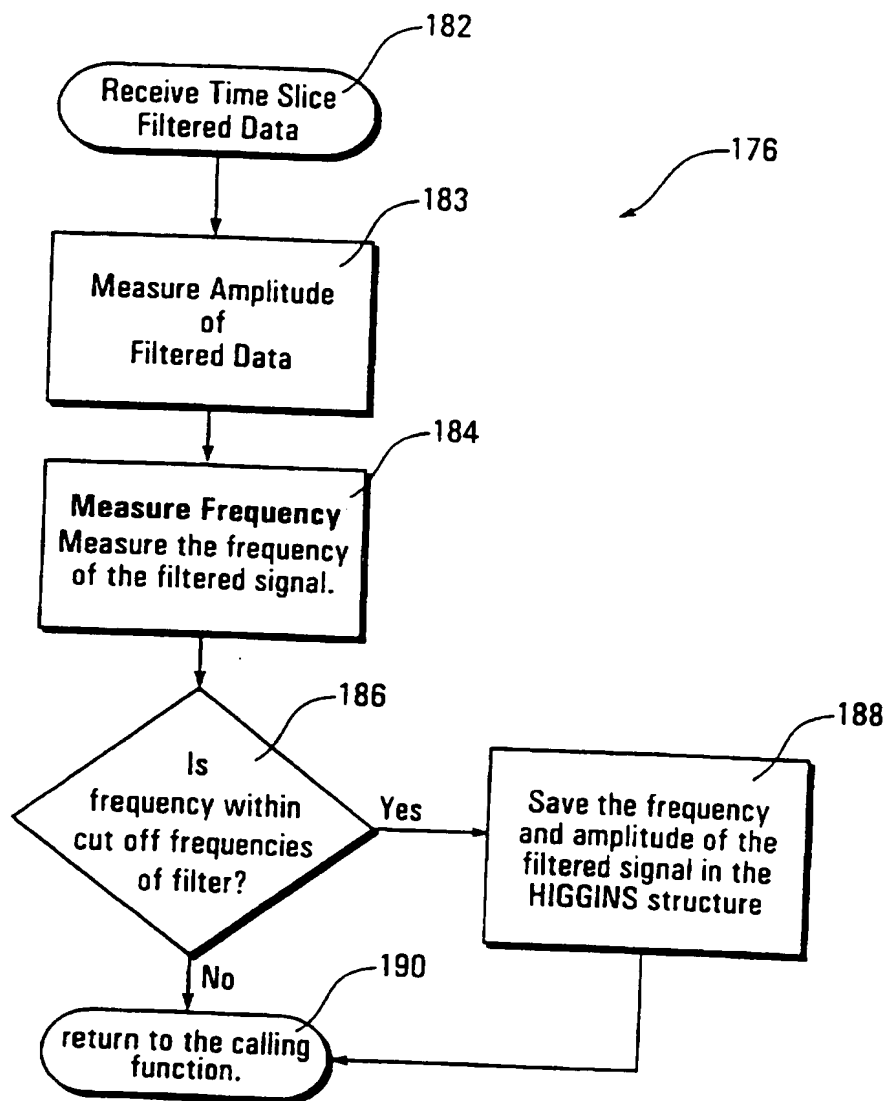 182
Receive Time Slice
Filtered Data
176
183
Measure Amplitude
of
Filtered Data
184
Measure Frequency
Measure the frequency
of the filtered signal.
186
Is
frequency within
cut off frequencies
of filter?
Yes
188
Save the frequency
and amplitude of the
filtered signal in the
HIGGINS structure
No
190
return to the calling
function.